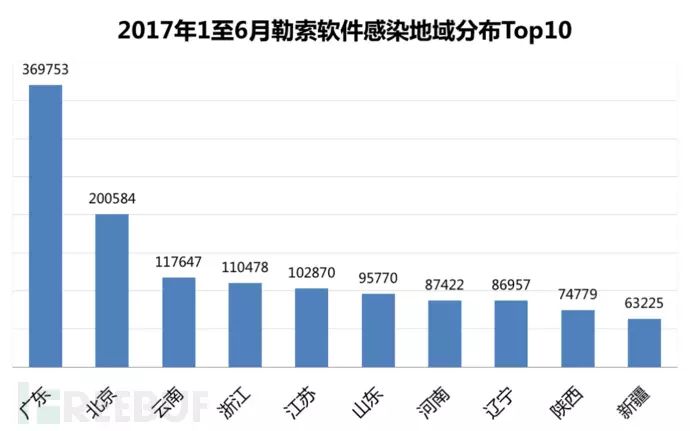 2017年1至6月勒索软件感染地域分布Top10
369753
200584
117647
110478
102870
95770
87422
86957
74779
63225
广东
北京
云南
浙江
江苏
山东
河南
辽宁
陕西
新疆
FREEBUF